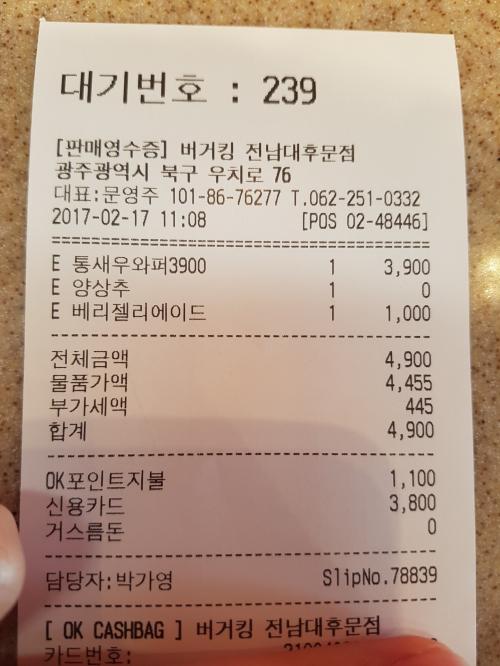 대기번호 : 239
[판매영수증] 버거킹 전남대후문점
광주광역시 북구 우치로 76
대표:문영주 101-86-76277 T.062-251-0332
2017-02-17 11:08 [POS 02-48446]
E 통새우와퍼3900 1 3,900
E 양상추 1 0
E 베리젤리에이드 1 1,000
전체금액 4,900
물품가액 4,455
부가세액 445
합계 4,900
OK포인트지불 1,100
신용카드 3,800
거스름돈 0
담당자:박가영 SlipNo.78839
[ OK CASHBAG ] 버거킹 전남대후문점
카드번호: